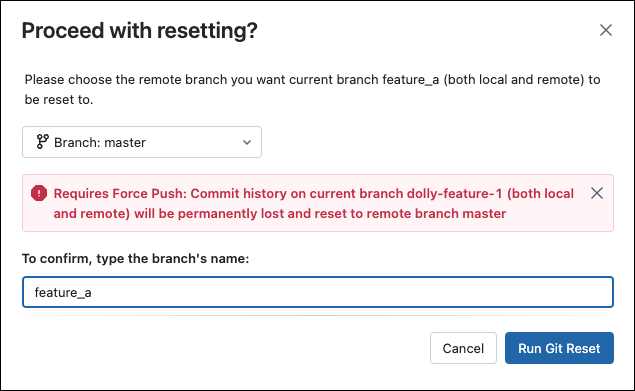 Proceed with resetting?
Please choose the remote branch you want current branch feature_a (both local and remote) to
be reset to.
Branch: master
Requires Force Push: Commit history on current branch dolly-feature-1 (both local
and remote) will be permanently lost and reset to remote branch master
To confirm, type the branch's name:
feature_a
Cancel
Run Git Reset